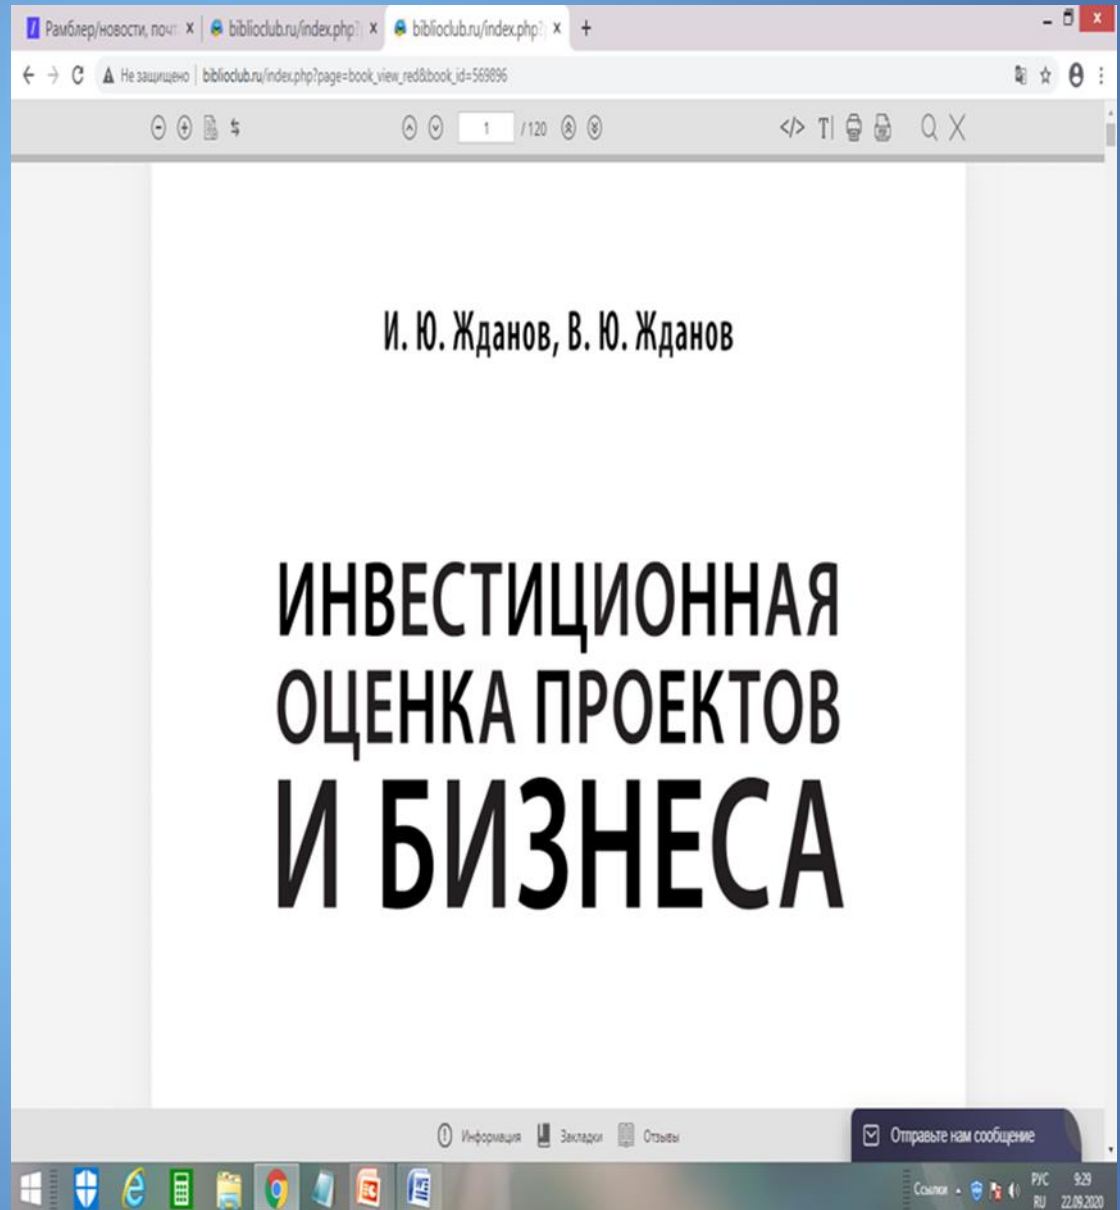 Рамблер/новости, поч
biblioclub.ru/index.php?
biblioclub.ru/index.php?
Не защищено | biblioclub.ru/index.php?page=book_view_red&book_id=569896
1 / 120
И. Ю. Жданов, В. Ю. Жданов
ИНВЕСТИЦИОННАЯ
ОЦЕНКА ПРОЕКТОВ
И БИЗНЕСА
Информация Закладки Отзывы
Отправьте нам сообщение
Ссылки РУС 9:29
RU 22.09.2020